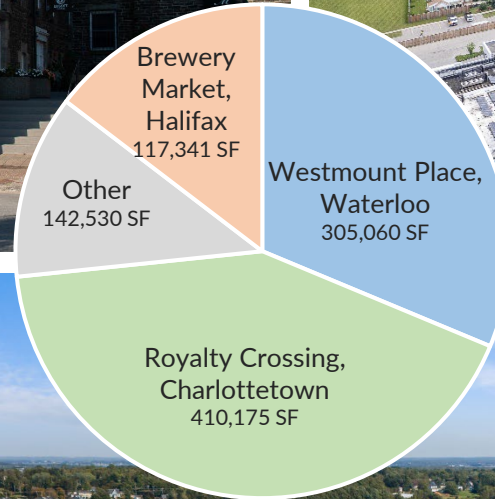 Brewery
Market,
Halifax
117,341 SF
Westmount Place,
Waterloo
305,060 SF
Other
142,530 SF
Royalty Crossing,
Charlottetown
410,175 SF